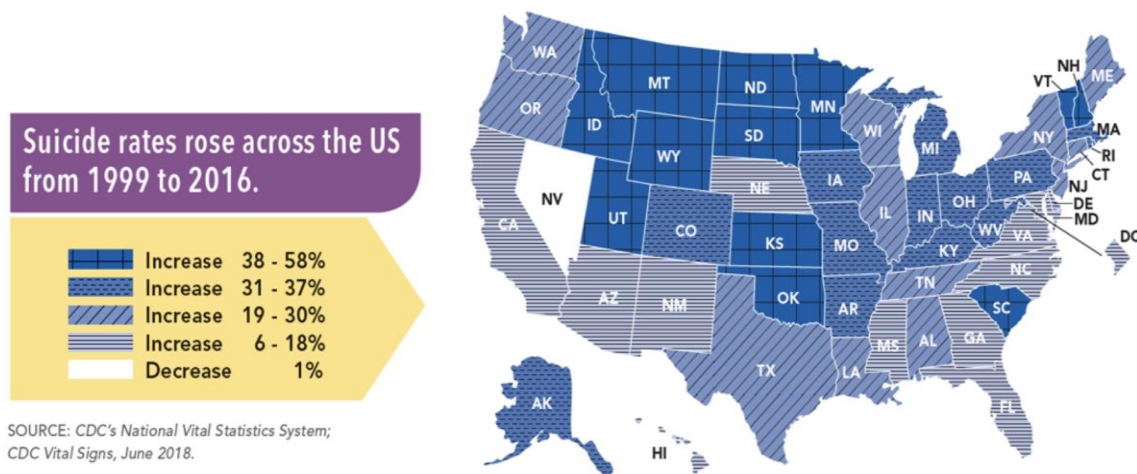 Suicide rates rose across the US
from 1999 to 2016.
Increase 38 - 58%
Increase 31 - 37%
Increase 19 - 30%
Increase 6 - 18%
Decrease 1%
SOURCE: CDC's National Vital Statistics System;
CDC Vital Signs, June 2018.
WA
MT
ND
MN
VT
NH
ME
OR
ID
SD
WI
NY
MA
WY
MI
RI
CT
NV
NE
IA
PA
NJ
DE
MD
CA
UT
CO
IL
IN
OH
WV
VA
DC
KS
MO
KY
NC
AZ
NM
OK
AR
TN
SC
TX
LA
MS
AL
GA
FL
AK
HI